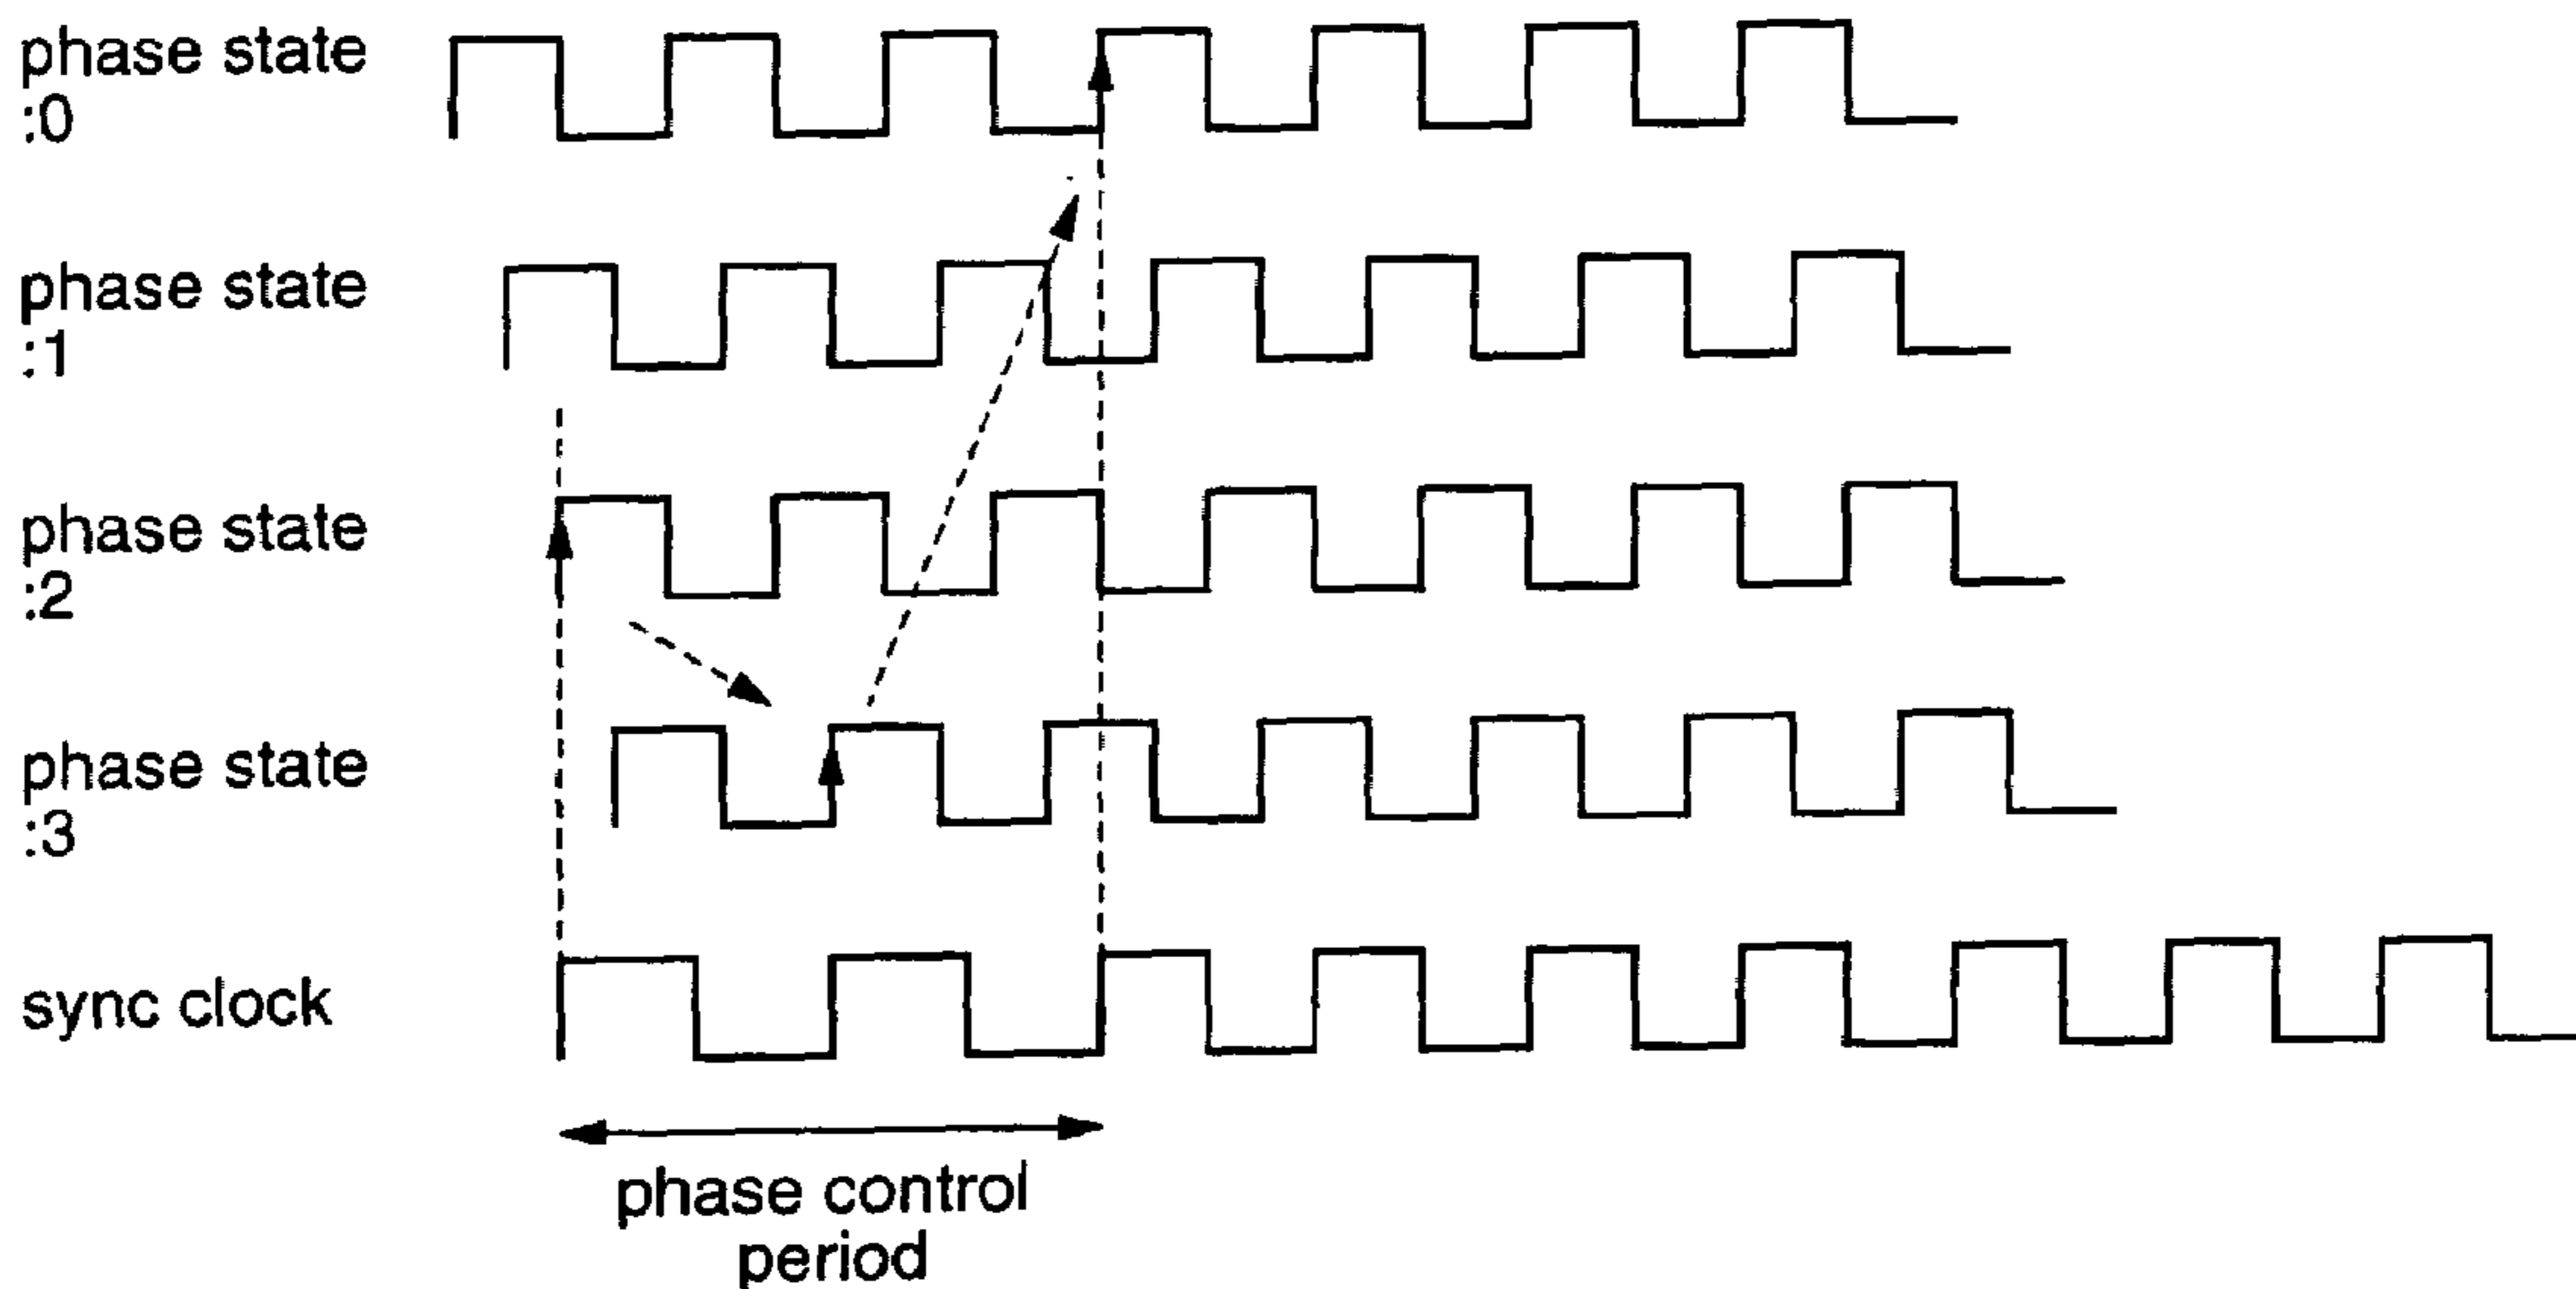 phase state
:0
phase state
:1
phase state
:2
phase state
:3
sync clock
phase control
period